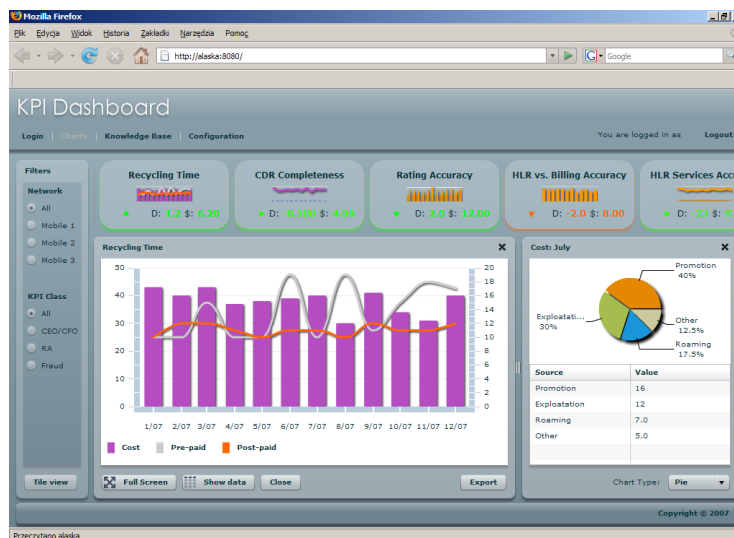 Mozilla Firefox
Plik Edycja Widok Historia Zakładki Narzędzia Pomoc
http://alaska:8080/ G Google
KPI Dashboard
Login | Charts | Knowledge Base | Configuration You are logged in as Logout
Filters
Network
All
Mobile 1
Mobile 2
Moblie 3
KPI Class
All
CEO/CFO
RA
Fraud
Tile view
Recycling Time
D: 1.2 $: 6.20
CDR Completeness
D: -0.100 $: 4.90
Rating Accuracy
D: 2.0 $: 12.00
HLR vs. Billing Accuracy
D: -2.0 $: 8.00
HLR Services Acc
D: -23 $:
Recycling Time
50 20
18
40 16
14
30 12
10
20 8
6
10 4
2
0 0
1/07 2/07 3/07 4/07 5/07 6/07 7/07 8/07 9/07 10/07 11/07 12/07
Cost Pre-paid Post-paid
Full Screen Show data Close Export
Cost: July
Promotion
40%
Exploatati...
30%
Other
12.5%
Roaming
17.5%
Source Value
Promotion 16
Exploatation 12
Roaming 7.0
Other 5.0
Chart Type: Pie
Copyright © 2007
Przeczytano alaska